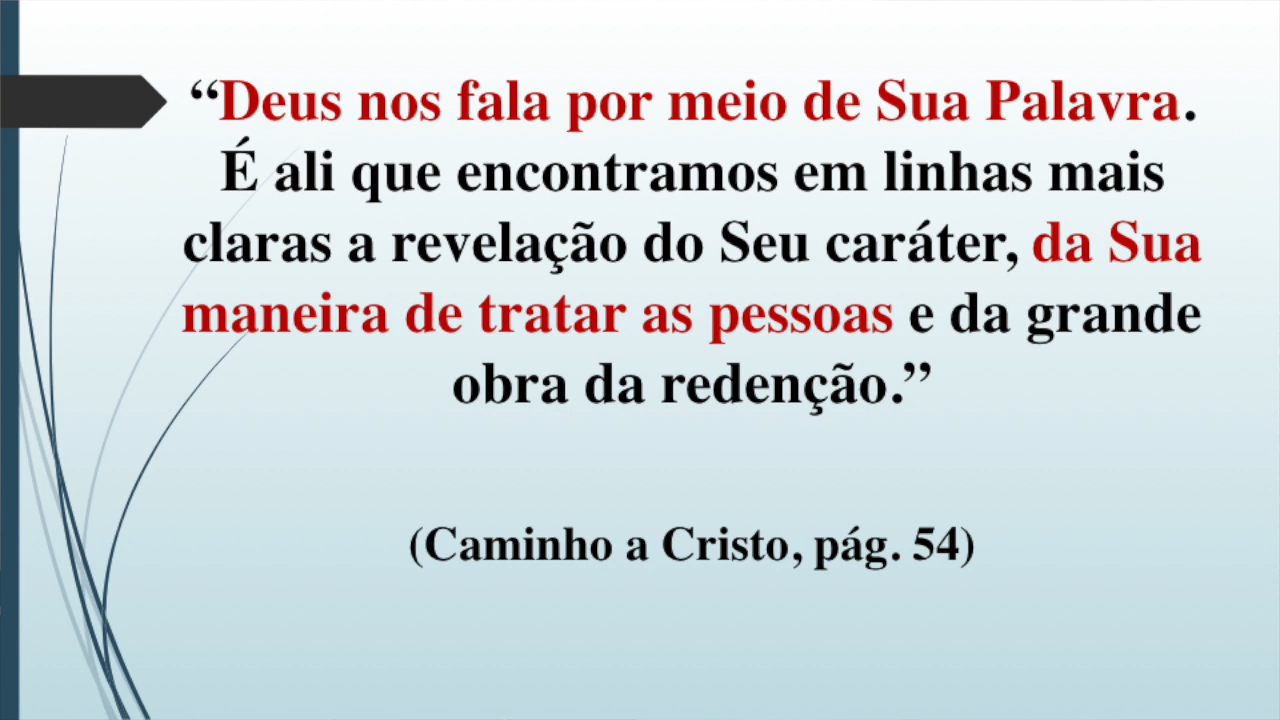 “Deus nos fala por meio de Sua Palavra.
É ali que encontramos em linhas mais
claras a revelação do Seu caráter, da Sua
maneira de tratar as pessoas e da grande
obra da redenção.”
(Caminho a Cristo, pág. 54)